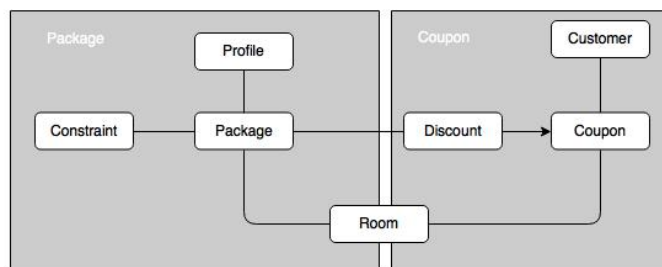 Package
Coupon
Customer
Profile
Constraint
Package
Discount
Coupon
Room